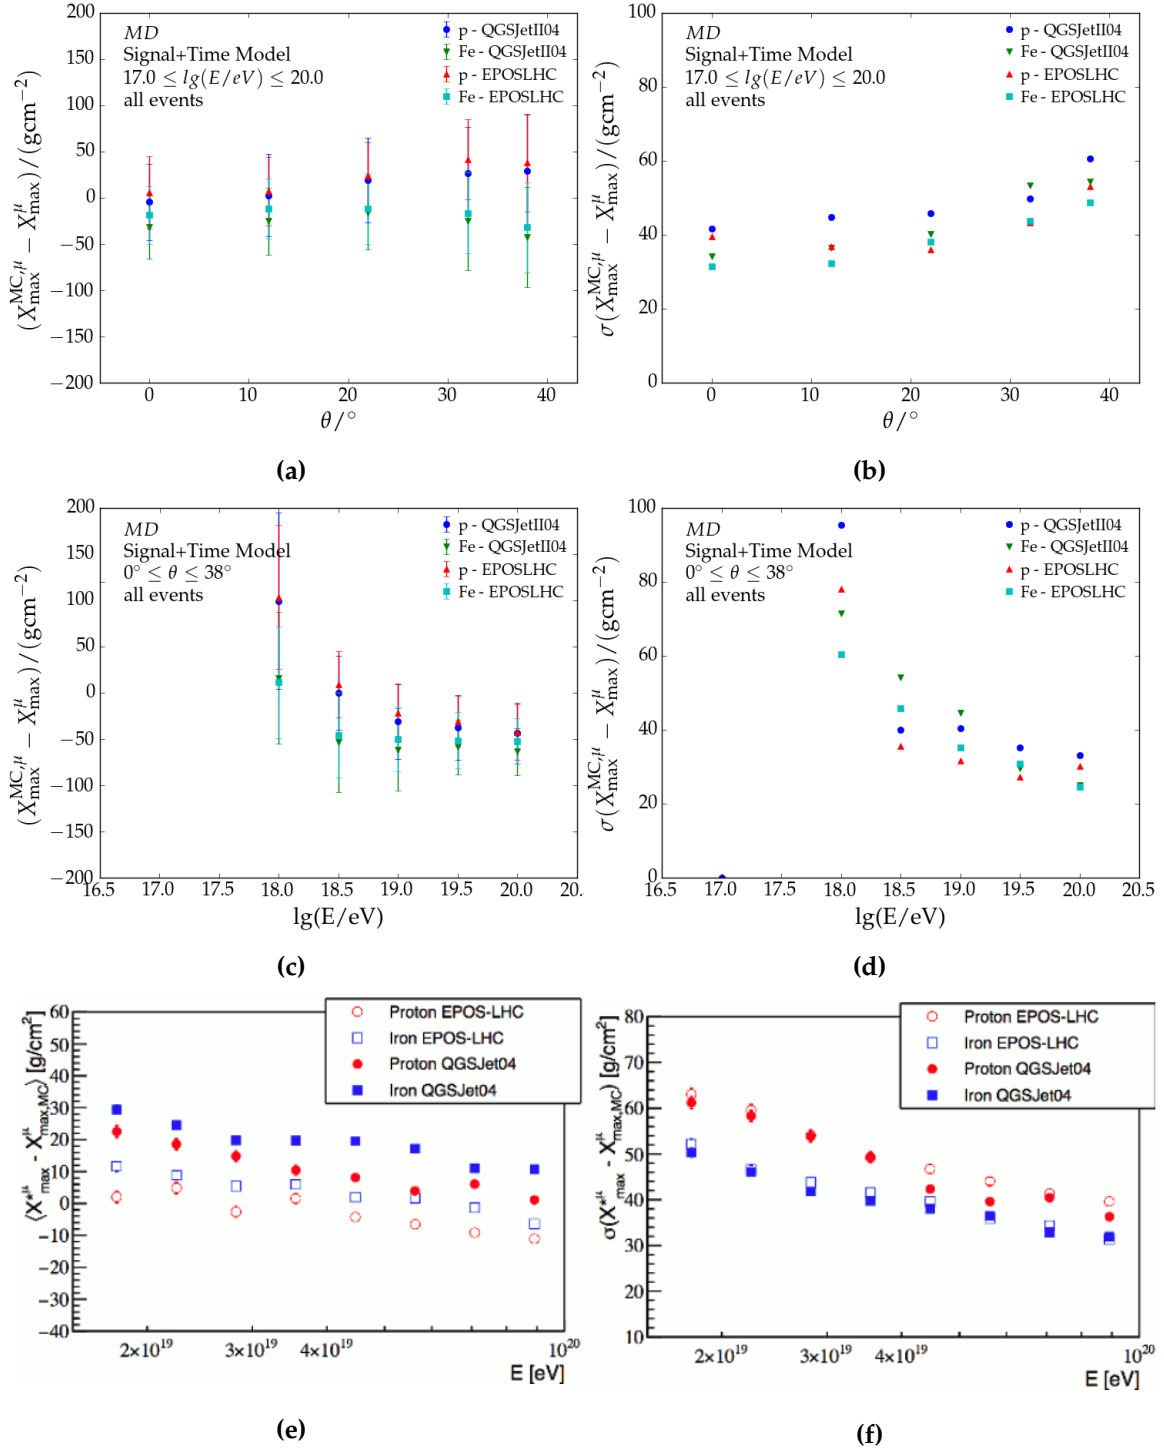 MD
Signal+Time Model
17.0 ≤ lg(E/eV) ≤ 20.0
all events
p - QGSJetII04
Fe - QGSJetII04
p - EPOSLHC
Fe - EPOSLHC
200
150
100
50
0
−50
−100
−150
−200
(X_max^{MC,μ} − X_max^μ)/(gcm^{−2})
0 10 20 30 40
θ/°
(a)
MD
Signal+Time Model
17.0 ≤ lg(E/eV) ≤ 20.0
all events
p - QGSJetII04
Fe - QGSJetII04
p - EPOSLHC
Fe - EPOSLHC
100
80
60
40
20
0
σ(X_max^{MC,μ} − X_max^μ)/(gcm^{−2})
0 10 20 30 40
θ/°
(b)
MD
Signal+Time Model
0° ≤ θ ≤ 38°
all events
p - QGSJetII04
Fe - QGSJetII04
p - EPOSLHC
Fe - EPOSLHC
200
150
100
50
0
−50
−100
−150
−200
(X_max^{MC,μ} − X_max^μ)/(gcm^{−2})
16.5 17.0 17.5 18.0 18.5 19.0 19.5 20.0 20.
lg(E/eV)
(c)
MD
Signal+Time Model
0° ≤ θ ≤ 38°
all events
p - QGSJetII04
Fe - QGSJetII04
p - EPOSLHC
Fe - EPOSLHC
100
80
60
40
20
0
σ(X_max^{MC,μ} − X_max^μ)/(gcm^{−2})
16.5 17.0 17.5 18.0 18.5 19.0 19.5 20.0 20.5
lg(E/eV)
(d)
Proton EPOS-LHC
Iron EPOS-LHC
Proton QGSJet04
Iron QGSJet04
60
50
40
30
20
10
0
−10
−20
−30
−40
⟨X*^μ_max - X^μ_max,MC⟩ [g/cm²]
2×10^19 3×10^19 4×10^19 10^20
E [eV]
(e)
Proton EPOS-LHC
Iron EPOS-LHC
Proton QGSJet04
Iron QGSJet04
80
70
60
50
40
30
20
10
σ(X*^μ_max - X^μ_max,MC) [g/cm²]
2×10^19 3×10^19 4×10^19 10^20
E [eV]
(f)